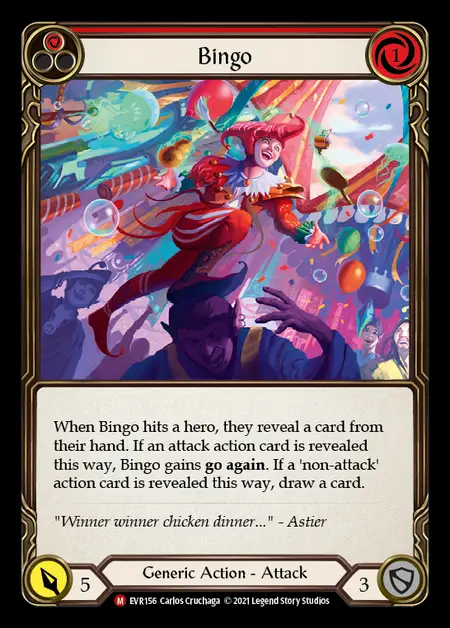 Bingo
1
When Bingo hits a hero, they reveal a card from
their hand. If an attack action card is revealed
this way, Bingo gains go again. If a 'non-attack'
action card is revealed this way, draw a card.
"Winner winner chicken dinner..." - Astier
5
Generic Action - Attack
3
M EVR156 Carlos Cruchaga © 2021 Legend Story Studios